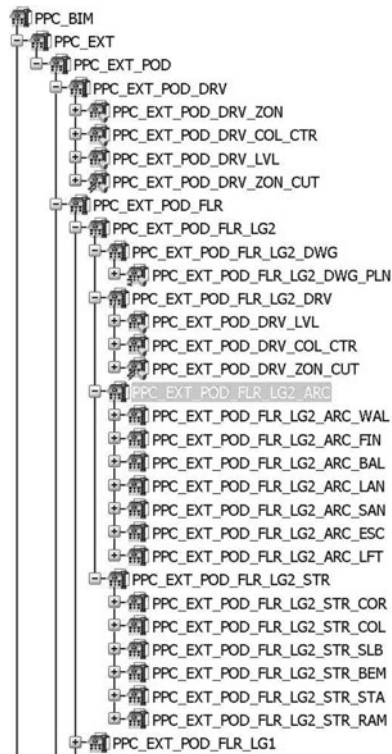 PPC_BIM
PPC_EXT
PPC_EXT_POD
PPC_EXT_POD_DRV
PPC_EXT_POD_DRV_ZON
PPC_EXT_POD_DRV_COL_CTR
PPC_EXT_POD_DRV_LVL
PPC_EXT_POD_DRV_ZON_CUT
PPC_EXT_POD_FLR
PPC_EXT_POD_FLR_LG2
PPC_EXT_POD_FLR_LG2_DWG
PPC_EXT_POD_FLR_LG2_DWG_PLN
PPC_EXT_POD_FLR_LG2_DRV
PPC_EXT_POD_DRV_LVL
PPC_EXT_POD_DRV_COL_CTR
PPC_EXT_POD_DRV_ZON_CUT
PPC_EXT_POD_FLR_LG2_ARC
PPC_EXT_POD_FLR_LG2_ARC_WAL
PPC_EXT_POD_FLR_LG2_ARC_FIN
PPC_EXT_POD_FLR_LG2_ARC_BAL
PPC_EXT_POD_FLR_LG2_ARC_LAN
PPC_EXT_POD_FLR_LG2_ARC_SAN
PPC_EXT_POD_FLR_LG2_ARC_ESC
PPC_EXT_POD_FLR_LG2_ARC_LFT
PPC_EXT_POD_FLR_LG2_STR
PPC_EXT_POD_FLR_LG2_STR_COR
PPC_EXT_POD_FLR_LG2_STR_COL
PPC_EXT_POD_FLR_LG2_STR_SLB
PPC_EXT_POD_FLR_LG2_STR_BEM
PPC_EXT_POD_FLR_LG2_STR_STA
PPC_EXT_POD_FLR_LG2_STR_RAM
PPC_EXT_POD_FLR_LG1